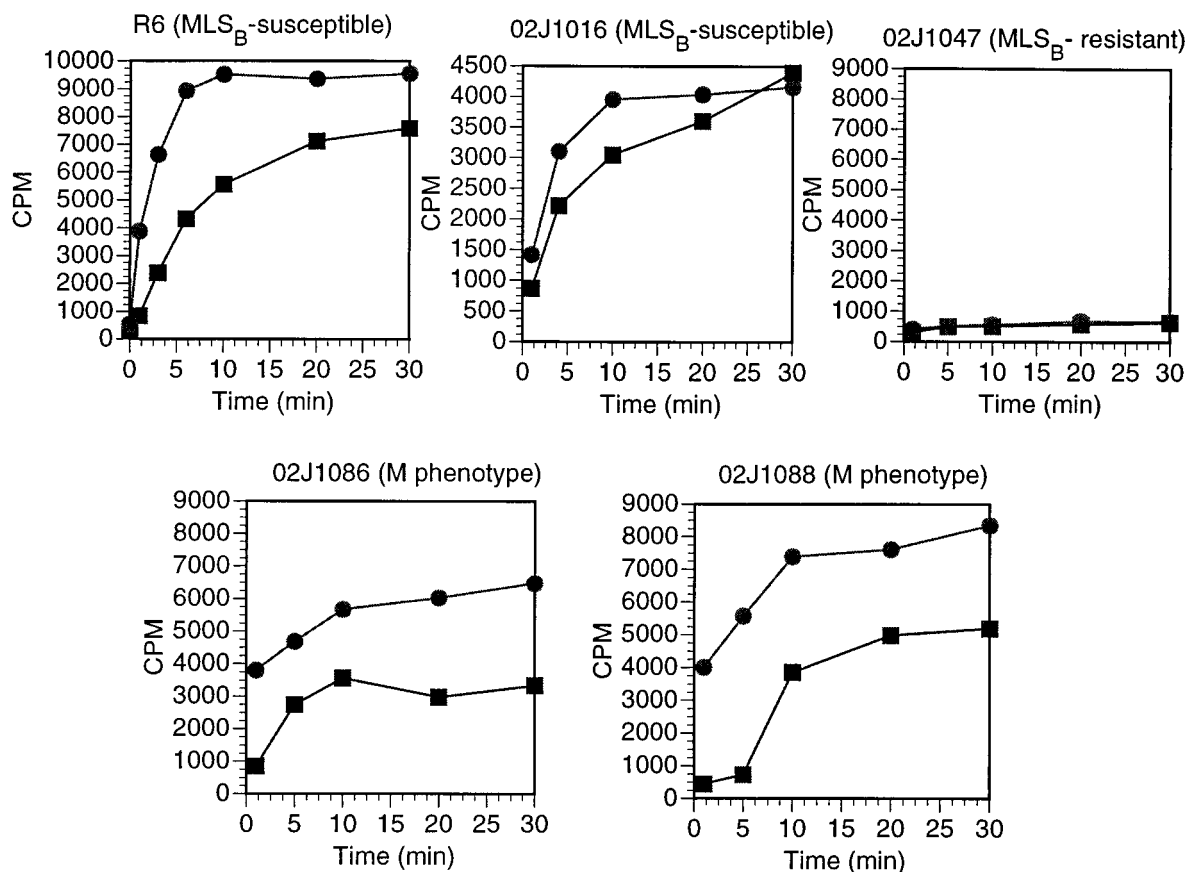 R6 (MLSB-susceptible)
10000
9000
8000
7000
6000
5000
4000
3000
2000
1000
0
CPM
0 5 10 15 20 25 30
Time (min)
02J1016 (MLSB-susceptible)
4500
4000
3500
3000
2500
2000
1500
1000
500
0
CPM
0 5 10 15 20 25 30
Time (min)
02J1047 (MLSB- resistant)
9000
8000
7000
6000
5000
4000
3000
2000
1000
0
CPM
0 5 10 15 20 25 30
Time (min)
02J1086 (M phenotype)
9000
8000
7000
6000
5000
4000
3000
2000
1000
0
CPM
0 5 10 15 20 25 30
Time (min)
02J1088 (M phenotype)
9000
8000
7000
6000
5000
4000
3000
2000
1000
0
CPM
0 5 10 15 20 25 30
Time (min)